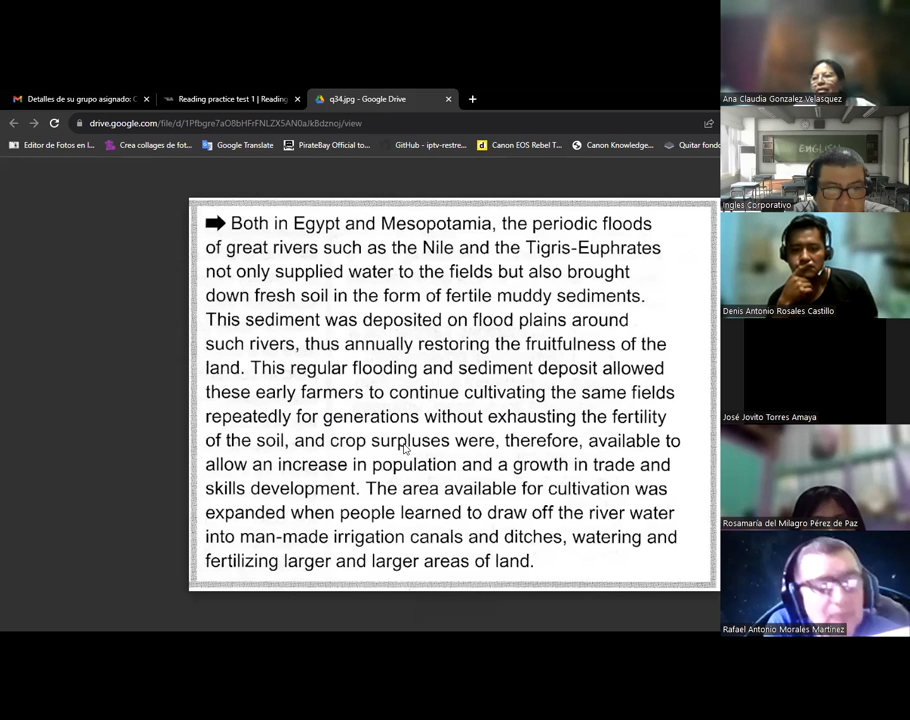 Detalles de su grupo asignado: C
Reading practice test 1 | Reading
q34.jpg - Google Drive
drive.google.com/file/d/1Pfbgre7aO8bHFrFNLZX5AN0aJkBdznoj/view
Editor de Fotos en l...
Crea collages de fot...
Google Translate
PirateBay Official to...
GitHub - iptv-restre...
Canon EOS Rebel T...
Canon Knowledge...
Quitar fondo
Both in Egypt and Mesopotamia, the periodic floods
of great rivers such as the Nile and the Tigris-Euphrates
not only supplied water to the fields but also brought
down fresh soil in the form of fertile muddy sediments.
This sediment was deposited on flood plains around
such rivers, thus annually restoring the fruitfulness of the
land. This regular flooding and sediment deposit allowed
these early farmers to continue cultivating the same fields
repeatedly for generations without exhausting the fertility
of the soil, and crop surpluses were, therefore, available to
allow an increase in population and a growth in trade and
skills development. The area available for cultivation was
expanded when people learned to draw off the river water
into man-made irrigation canals and ditches, watering and
fertilizing larger and larger areas of land.
Ana Claudia Gonzalez Velasquez
ENGLISH
Ingles Corporativo
Denis Antonio Rosales Castillo
José Jovito Torres Amaya
Rosamaría del Milagro Pérez de Paz
Rafael Antonio Morales Martínez